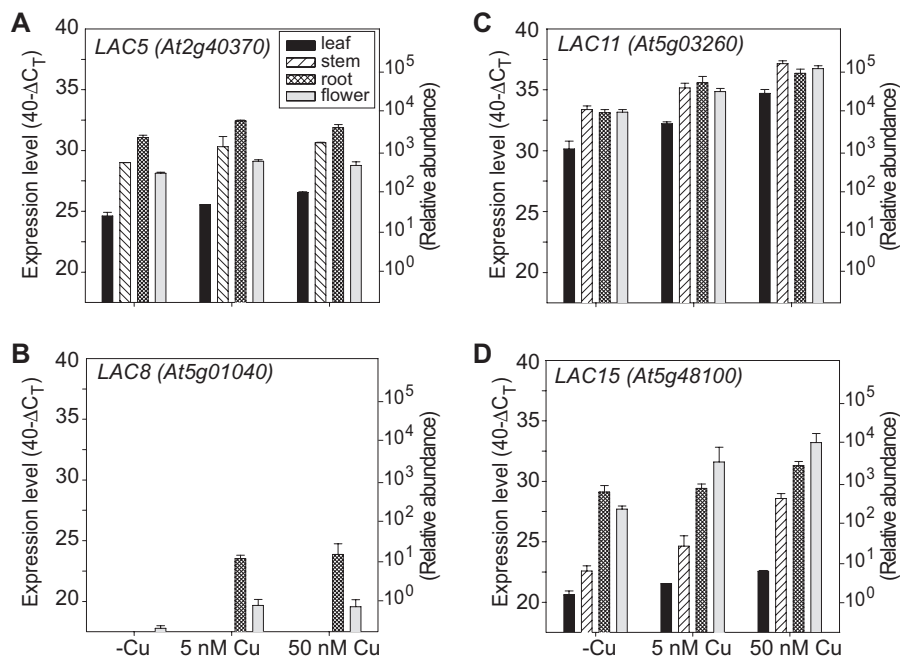 A
LAC5 (At2g40370)
leaf
stem
root
flower
Expression level (40-ΔC_T)
40
35
30
25
20
10^5
10^4
10^3
10^2
10^1
10^0
(Relative abundance)
C
LAC11 (At5g03260)
Expression level (40-ΔC_T)
40
35
30
25
20
10^5
10^4
10^3
10^2
10^1
10^0
(Relative abundance)
B
LAC8 (At5g01040)
Expression level (40-ΔC_T)
40
35
30
25
20
10^5
10^4
10^3
10^2
10^1
10^0
(Relative abundance)
-Cu 5 nM Cu 50 nM Cu
D
LAC15 (At5g48100)
Expression level (40-ΔC_T)
40
35
30
25
20
10^5
10^4
10^3
10^2
10^1
10^0
(Relative abundance)
-Cu 5 nM Cu 50 nM Cu